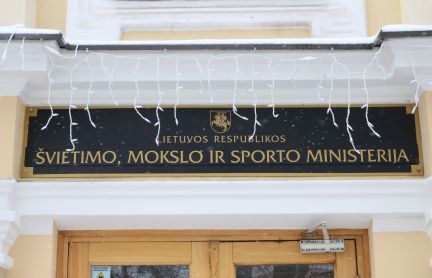 LIETUVOS RESPUBLIKOS
ŠVIETIMO, MOKSLO IR SPORTO MINISTERIJA